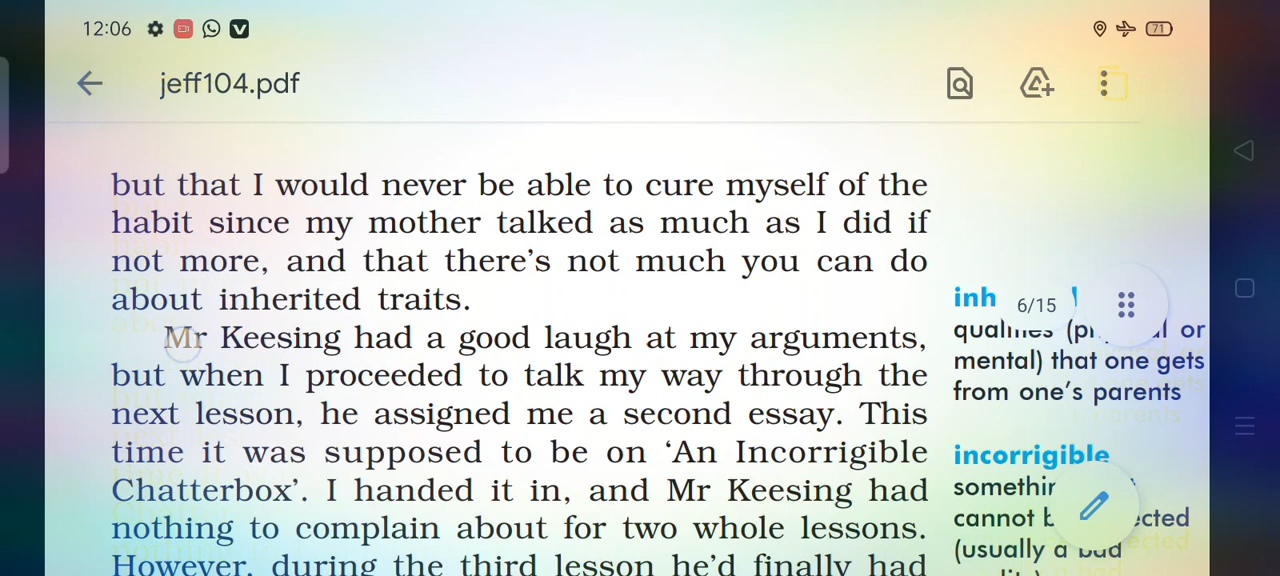 12:06
71
jeff104.pdf
but that I would never be able to cure myself of the
habit since my mother talked as much as I did if
not more, and that there's not much you can do
about inherited traits.
Mr Keesing had a good laugh at my arguments,
but when I proceeded to talk my way through the
next lesson, he assigned me a second essay. This
time it was supposed to be on ‘An Incorrigible
Chatterbox’. I handed it in, and Mr Keesing had
nothing to complain about for two whole lessons.
However, during the third lesson he’d finally had
6/15
or
mental) that one gets
from one’s parents
incorrigible
cannot
(usually a bad